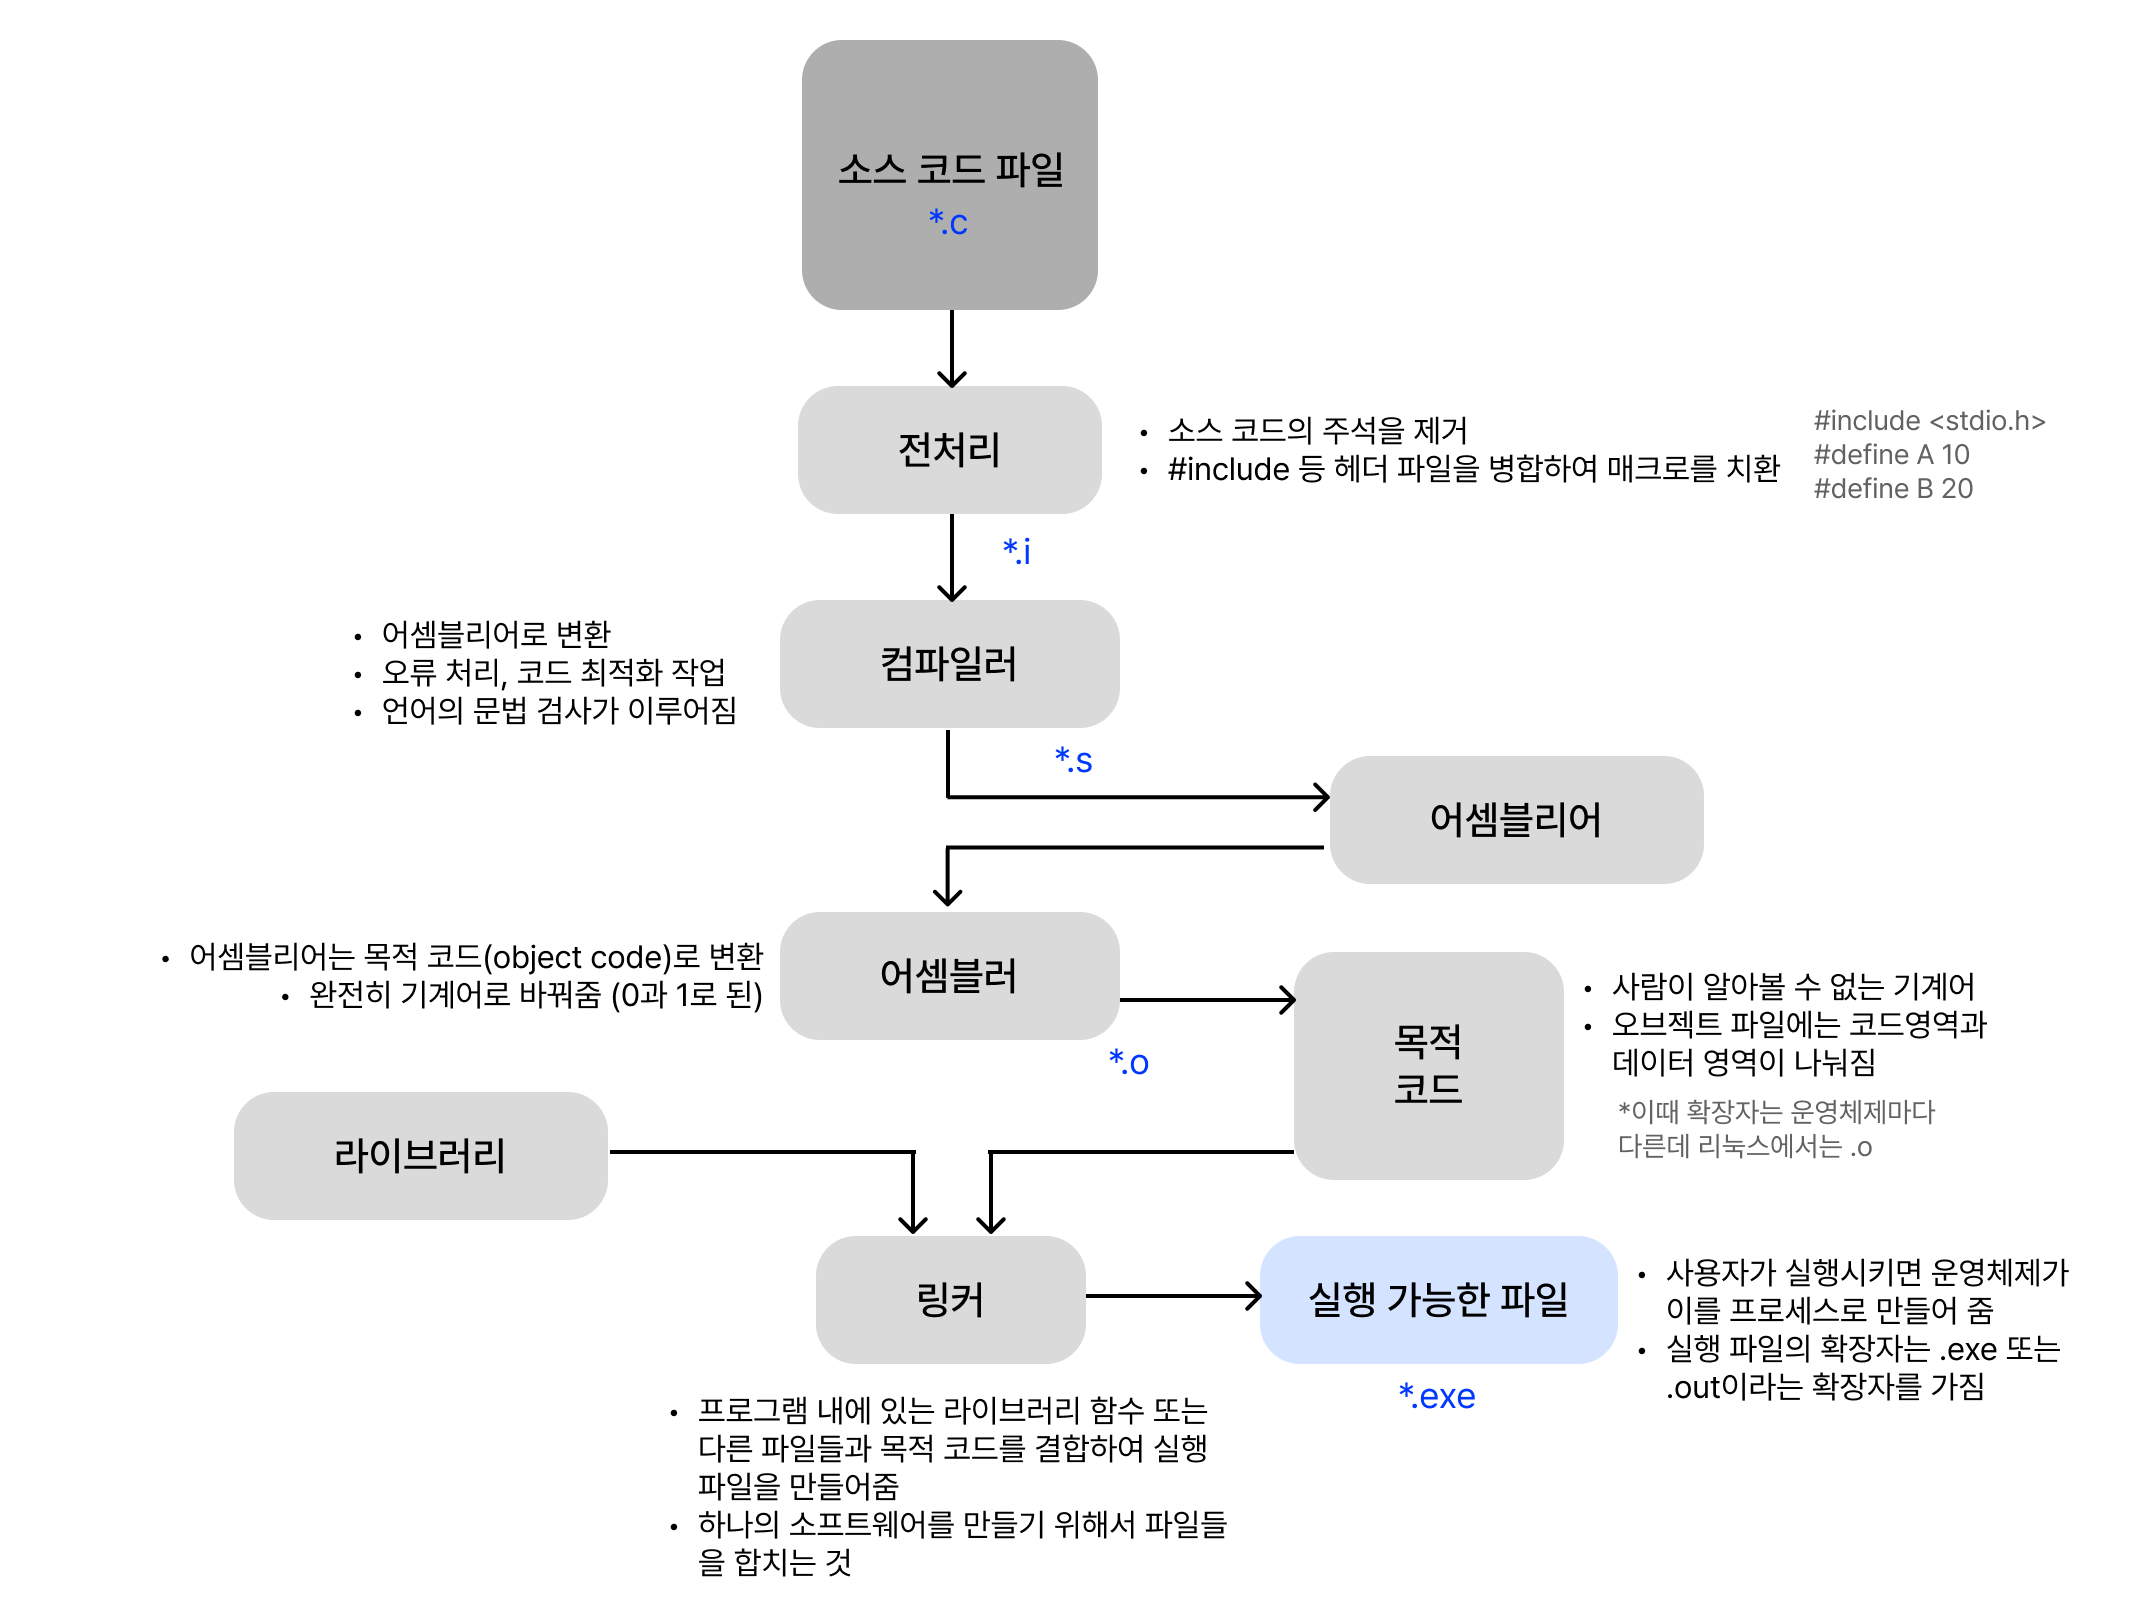 소스 코드 파일
*.c
전처리
• 소스 코드의 주석을 제거
• #include 등 헤더 파일을 병합하여 매크로를 치환
#include <stdio.h>
#define A 10
#define B 20
*.i
• 어셈블리어로 변환
• 오류 처리, 코드 최적화 작업
• 언어의 문법 검사가 이루어짐
컴파일러
*.s
어셈블리어
• 어셈블리어는 목적 코드(object code)로 변환
• 완전히 기계어로 바꿔줌 (0과 1로 된)
어셈블러
*.o
목적
코드
• 사람이 알아볼 수 없는 기계어
• 오브젝트 파일에는 코드영역과
데이터 영역이 나눠짐
*이때 확장자는 운영체제마다
다른데 리눅스에서는 .o
라이브러리
링커
실행 가능한 파일
*.exe
• 사용자가 실행시키면 운영체제가
이를 프로세스로 만들어 줌
• 실행 파일의 확장자는 .exe 또는
.out이라는 확장자를 가짐
• 프로그램 내에 있는 라이브러리 함수 또는
다른 파일들과 목적 코드를 결합하여 실행
파일을 만들어줌
• 하나의 소프트웨어를 만들기 위해서 파일들
을 합치는 것